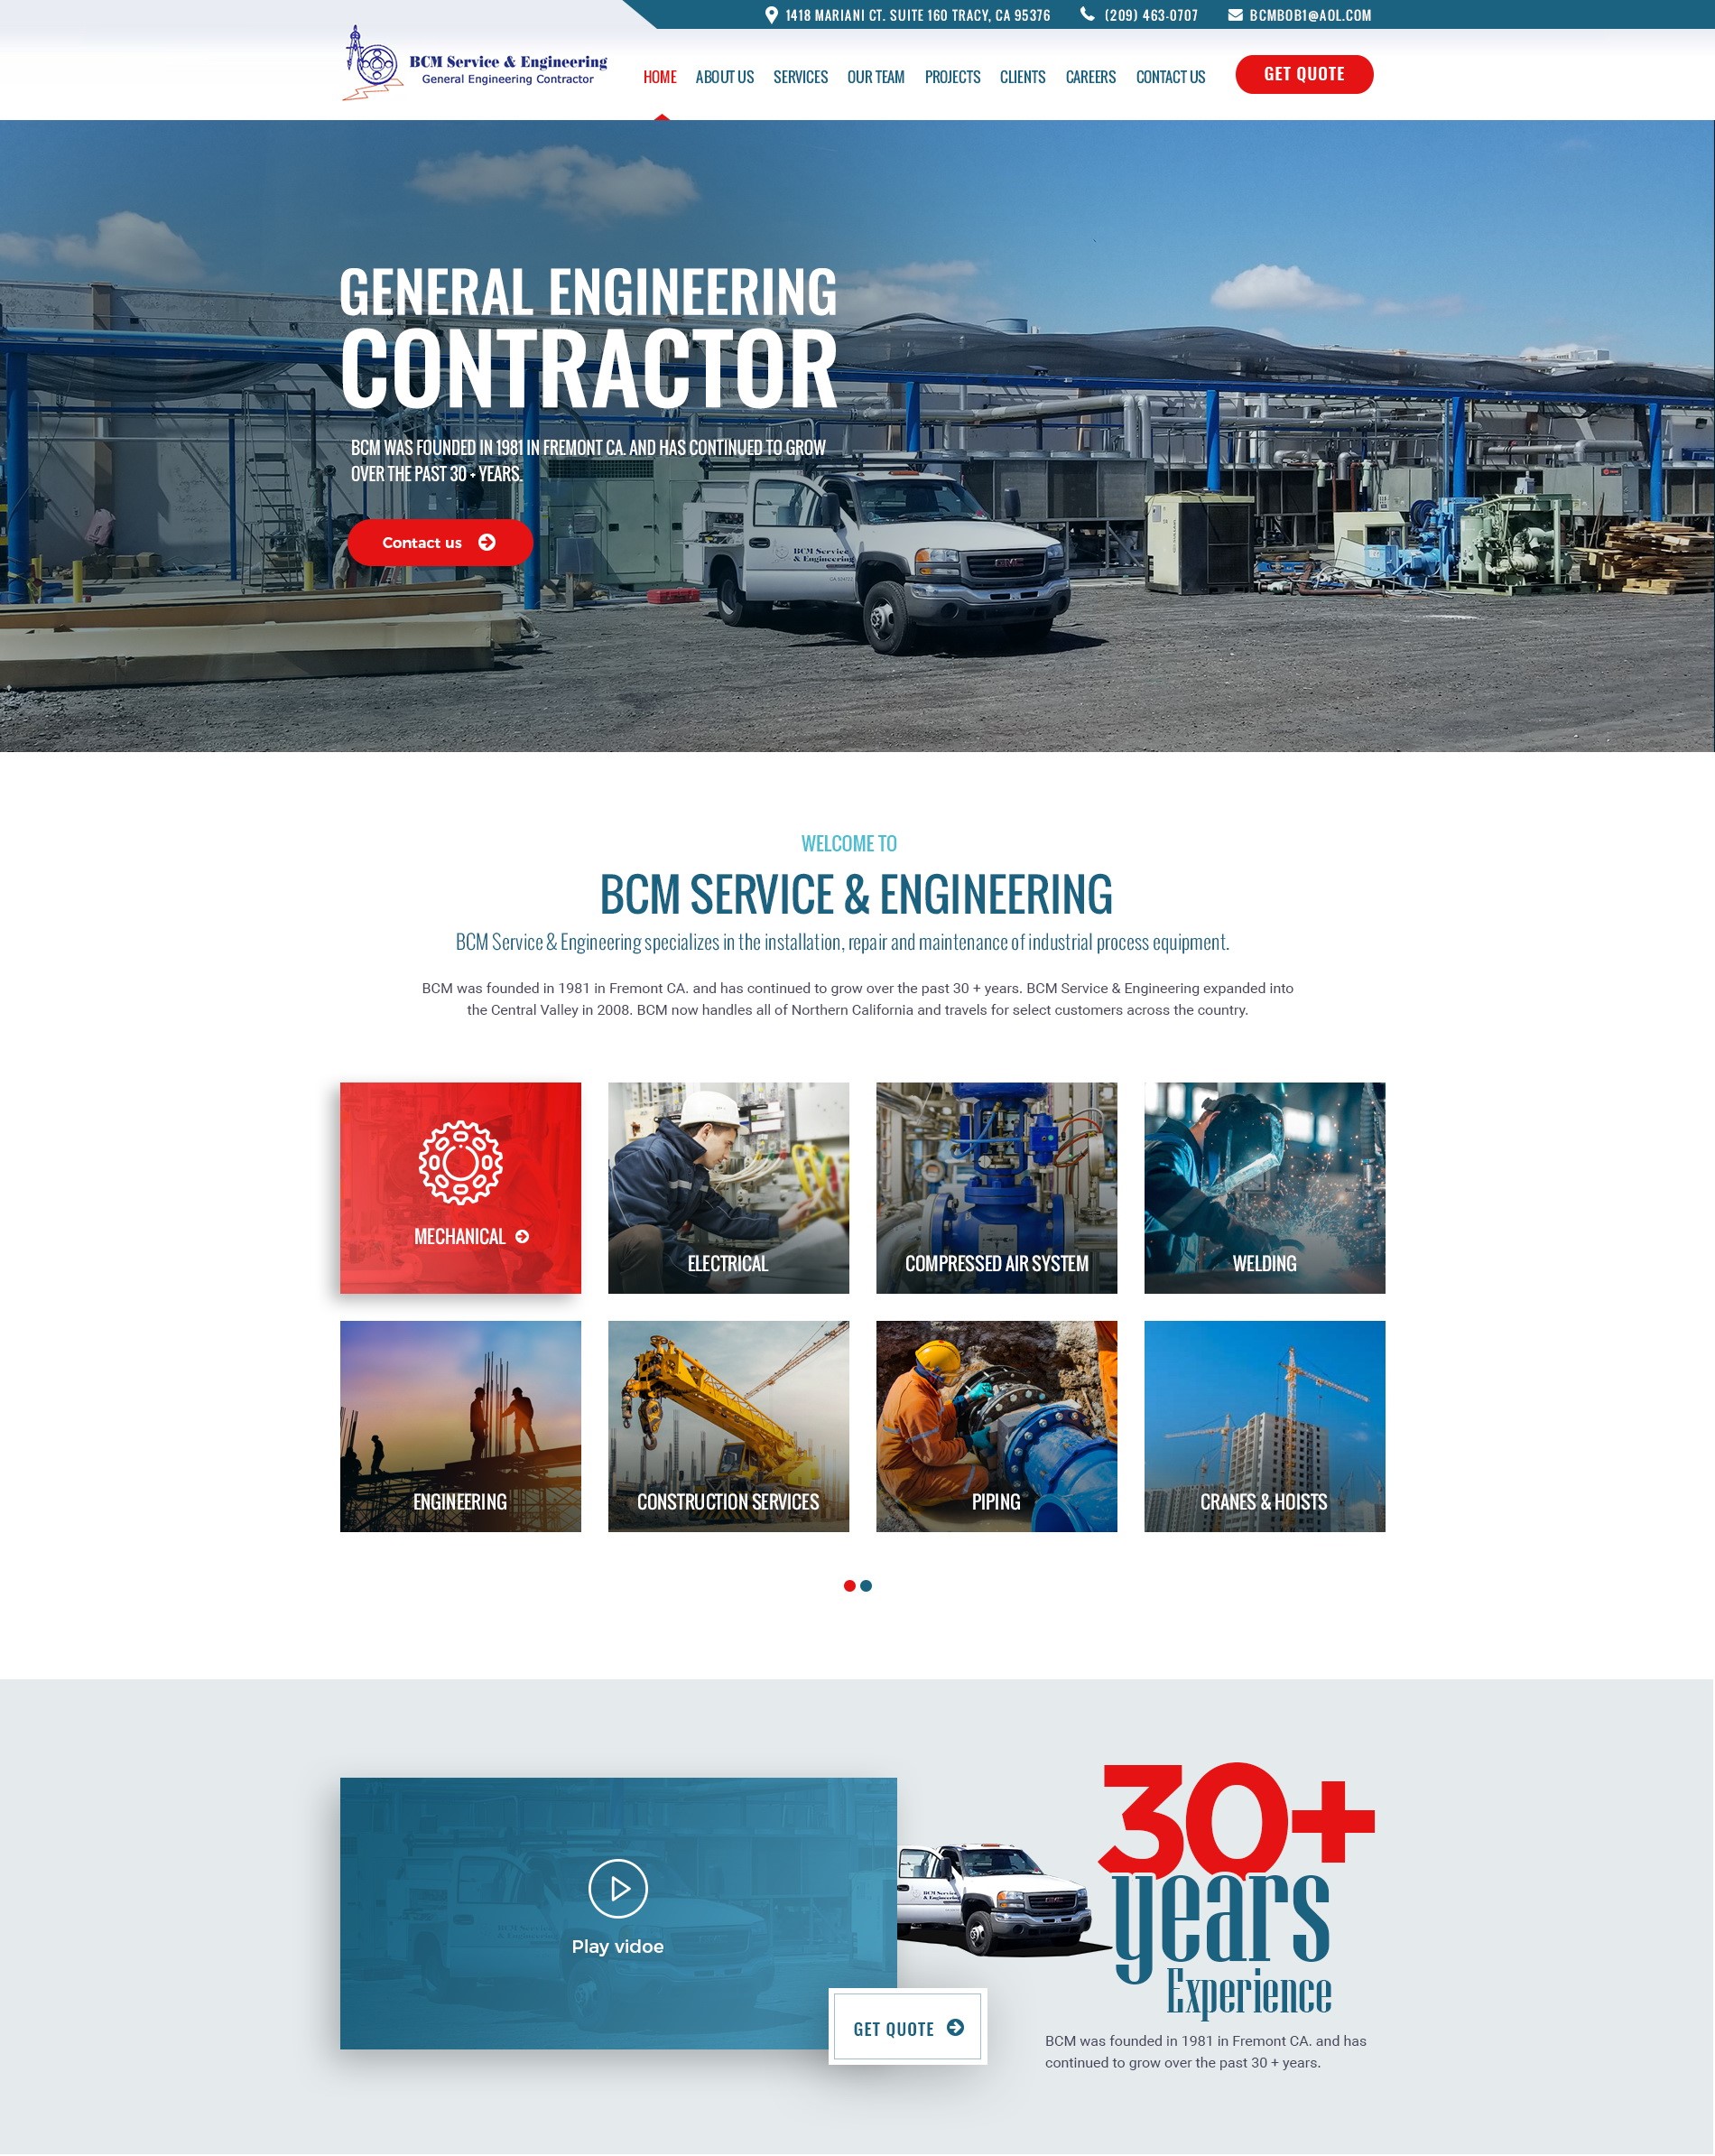 1418 MARIANI CT. SUITE 160 TRACY, CA 95376
(209) 463-0707
BCMBOB1@AOL.COM
BCM Service & Engineering
General Engineering Contractor
HOME
ABOUT US
SERVICES
OUR TEAM
PROJECTS
CLIENTS
CAREERS
CONTACT US
GET QUOTE
GENERAL ENGINEERING
CONTRACTOR
BCM WAS FOUNDED IN 1981 IN FREMONT CA. AND HAS CONTINUED TO GROW
OVER THE PAST 30 + YEARS.
Contact us
BCM Service
& Engineering
GMC
WELCOME TO
BCM SERVICE & ENGINEERING
BCM Service & Engineering specializes in the installation, repair and maintenance of industrial process equipment.
BCM was founded in 1981 in Fremont CA. and has continued to grow over the past 30 + years. BCM Service & Engineering expanded into
the Central Valley in 2008. BCM now handles all of Northern California and travels for select customers across the country.
MECHANICAL
ELECTRICAL
COMPRESSED AIR SYSTEM
WELDING
ENGINEERING
CONSTRUCTION SERVICES
PIPING
CRANES & HOISTS
Play vidoe
GET QUOTE
BCM Service
& Engineering
GMC
30+
years
Experience
BCM was founded in 1981 in Fremont CA. and has
continued to grow over the past 30 + years.